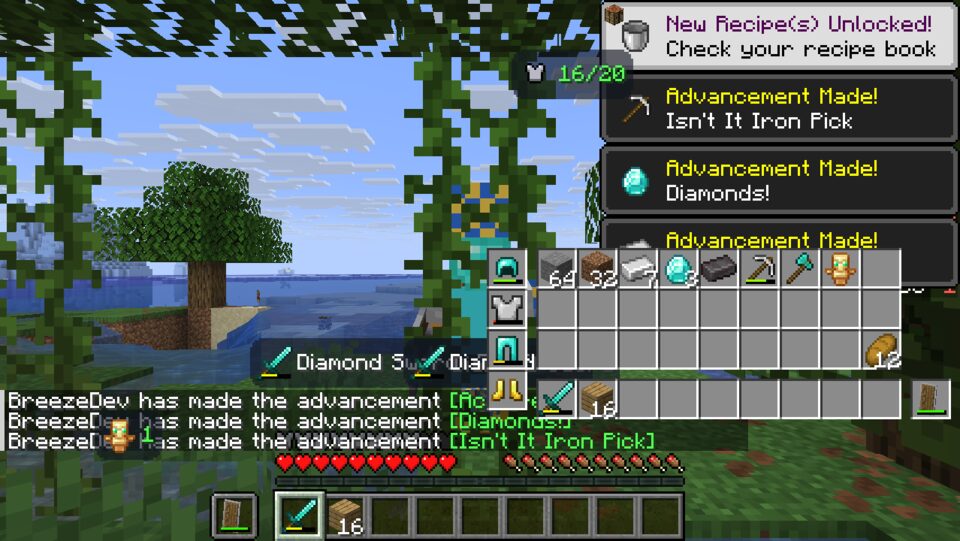 New Recipe(s) Unlocked!
Check your recipe book
16/20
Advancement Made!
Isn't It Iron Pick
Advancement Made!
Diamonds!
Advancement Made!
64
32
7
3
12
Diamond
BreezeDev has made the advancement
16
has made the advancement [Diamonds!]
1
has made the advancement [Isn't It Iron Pick]
16